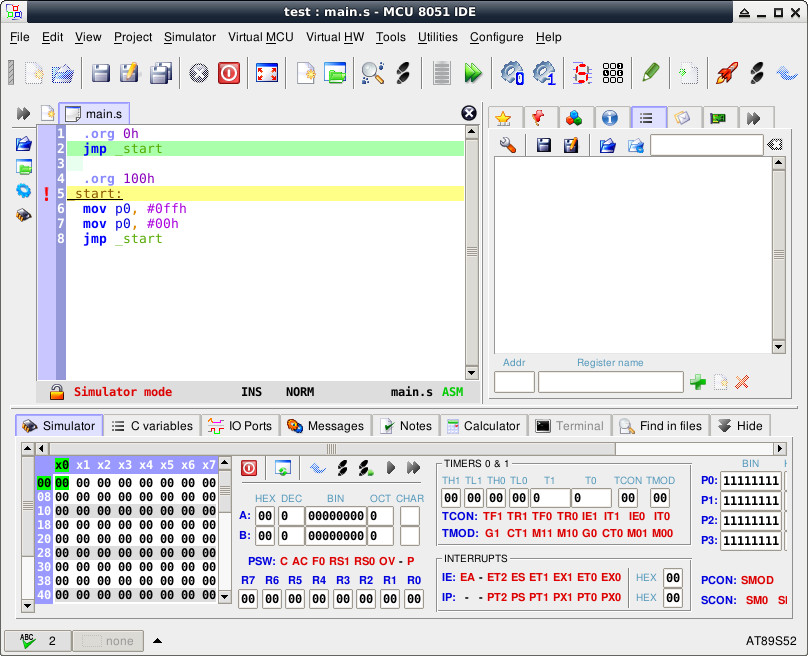 test : main.s - MCU 8051 IDE
File Edit View Project Simulator Virtual MCU Virtual HW Tools Utilities Configure Help
main.s
1 .org 0h
2 jmp _start
3
4 .org 100h
! 5 _start:
6 mov p0, #0ffh
7 mov p0, #00h
8 jmp _start
Addr Register name
Simulator mode INS NORM main.s ASM
Simulator C variables IO Ports Messages Notes Calculator Terminal Find in files Hide
x0 x1 x2 x3 x4 x5 x6 x7
00 00 00 00 00 00 00 00 00
08 00 00 00 00 00 00 00 00
10 00 00 00 00 00 00 00 00
18 00 00 00 00 00 00 00 00
20 00 00 00 00 00 00 00 00
28 00 00 00 00 00 00 00 00
30 00 00 00 00 00 00 00 00
38 00 00 00 00 00 00 00 00
40 00 00 00 00 00 00 00 00
HEX DEC BIN OCT CHAR
A: 00 0 00000000 0
B: 00 0 00000000 0
PSW: C AC F0 RS1 RS0 OV - P
R7 R6 R5 R4 R3 R2 R1 R0
00 00 00 00 00 00 00 00
TIMERS 0 & 1
TH1 TL1 TH0 TL0 T1 T0 TCON TMOD
00 00 00 00 0 0 00 00
TCON: TF1 TR1 TF0 TR0 IE1 IT1 IE0 IT0
TMOD: G1 CT1 M11 M10 G0 CT0 M01 M00
INTERRUPTS
IE: EA - ET2 ES ET1 EX1 ET0 EX0 HEX 00
IP: - - PT2 PS PT1 PX1 PT0 PX0 HEX 00
BIN
P0: 11111111
P1: 11111111
P2: 11111111
P3: 11111111
PCON: SMOD
SCON: SM0
ABC 2 none
AT89S52